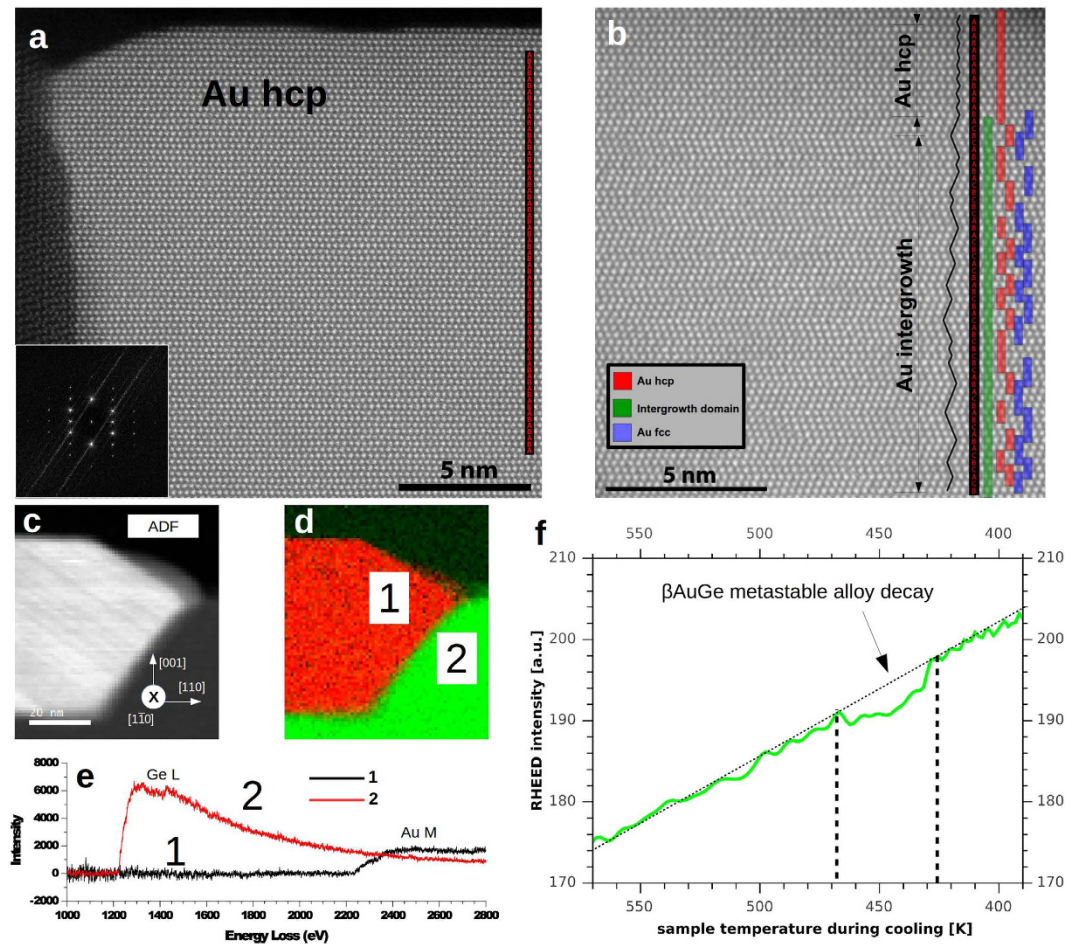 a
Au hcp
5 nm
b
Au hcp
Au intergrowth
Au hcp
Intergrowth domain
Au fcc
5 nm
c
ADF
[001]
X
[110]
[11̅0]
20 nm
d
1
2
e
8000
6000
4000
2000
0
-2000
Intensity
Ge L
2
1
Au M
1
2
1000 1200 1400 1600 1800 2000 2200 2400 2600 2800
Energy Loss (eV)
f
550 500 450 400
210 210
200 200
190 190
180 180
170 170
RHEED intensity [a.u.]
βAuGe metastable alloy decay
550 500 450 400
sample temperature during cooling [K]